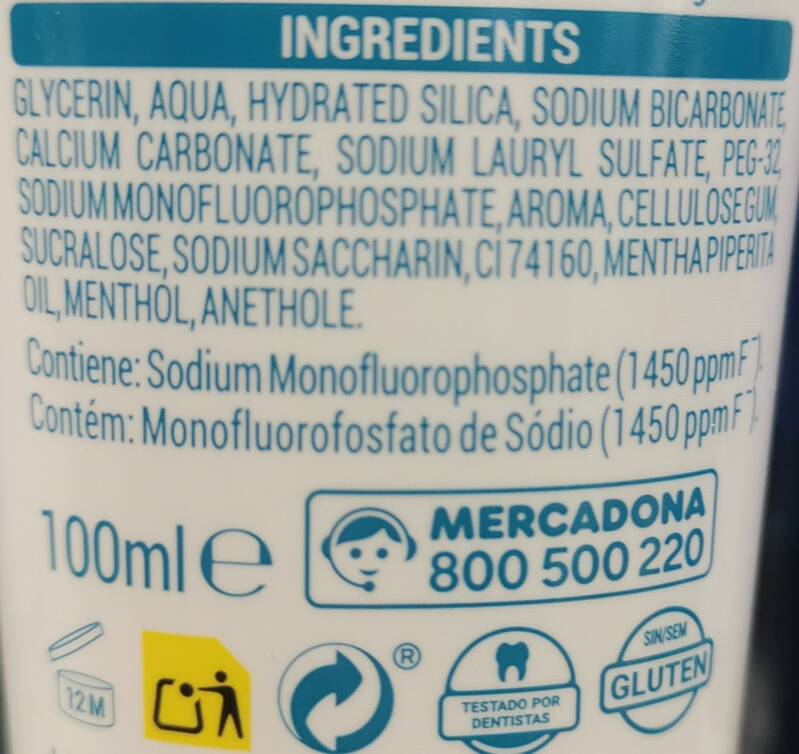 INGREDIENTS
GLYCERIN, AQUA, HYDRATED SILICA, SODIUM BICARBONATE,
CALCIUM CARBONATE, SODIUM LAURYL SULFATE, PEG-32,
SODIUM MONOFLUOROPHOSPHATE, AROMA, CELLULOSE GUM,
SUCRALOSE, SODIUM SACCHARIN, CI 74160, MENTHA PIPERITA
OIL, MENTHOL, ANETHOLE.
Contiene: Sodium Monofluorophosphate (1450 ppm F⁻).
Contém: Monofluorofosfato de Sódio (1450 ppm F⁻).
100ml e
MERCADONA
800 500 220
12M
®
TESTADO POR
DENTISTAS
SIN/SEM
GLUTEN